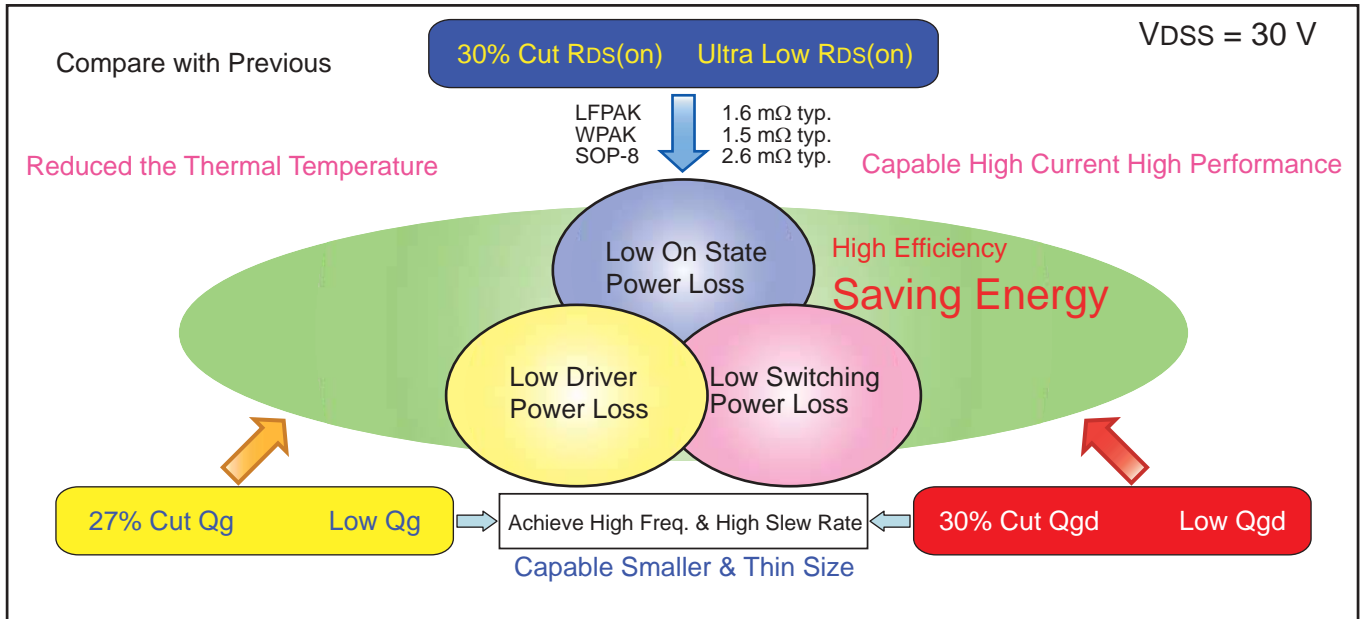 VDSS = 30 V
Compare with Previous
30% Cut RDS(on) Ultra Low RDS(on)
LFPAK 1.6 mΩ typ.
WPAK 1.5 mΩ typ.
SOP-8 2.6 mΩ typ.
Reduced the Thermal Temperature
Capable High Current High Performance
Low On State
Power Loss
High Efficiency
Saving Energy
Low Driver
Power Loss
Low Switching
Power Loss
27% Cut Qg Low Qg
Achieve High Freq. & High Slew Rate
30% Cut Qgd Low Qgd
Capable Smaller & Thin Size